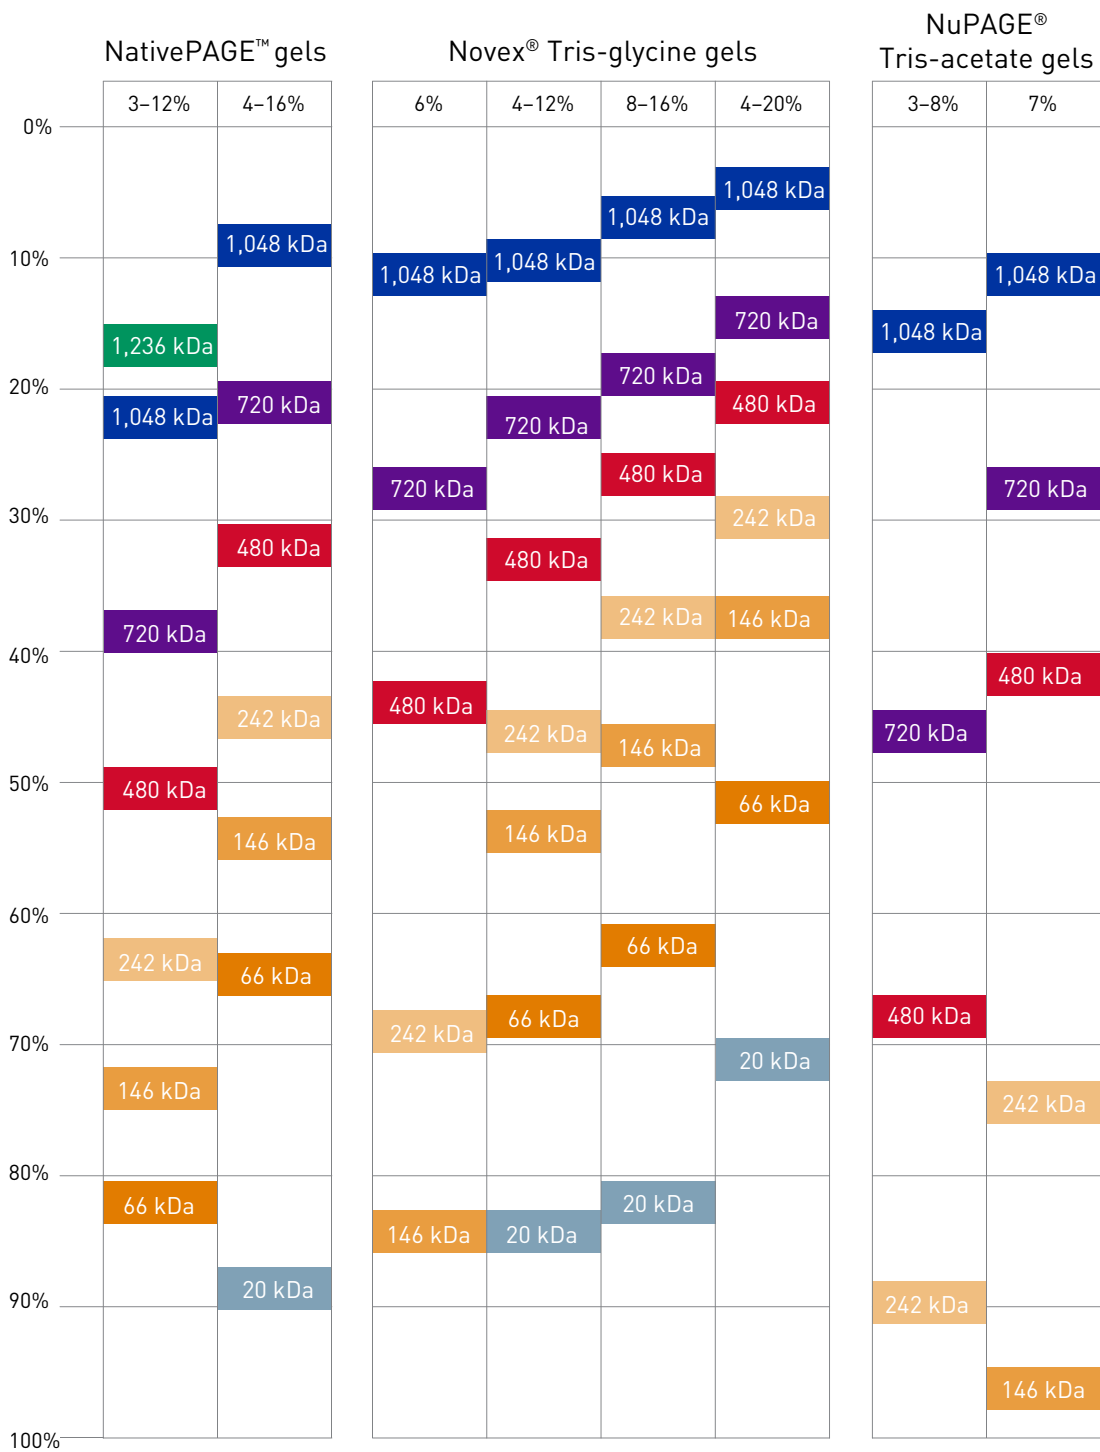 NuPAGE®
NativePAGE™ gels Novex® Tris-glycine gels Tris-acetate gels
3–12% 4–16% 6% 4–12% 8–16% 4–20% 3–8% 7%
0%
1,048 kDa
1,048 kDa
1,048 kDa
10% 1,048 kDa 1,048 kDa 1,048 kDa
720 kDa
1,236 kDa 1,048 kDa
720 kDa
20% 720 kDa 480 kDa
1,048 kDa 720 kDa
480 kDa
720 kDa 720 kDa
30% 242 kDa
480 kDa 480 kDa
242 kDa 146 kDa
720 kDa
40%
480 kDa
480 kDa
242 kDa 242 kDa 720 kDa
146 kDa
50% 480 kDa
66 kDa
146 kDa 146 kDa
60%
66 kDa
242 kDa
66 kDa
66 kDa 480 kDa
70% 242 kDa
20 kDa
146 kDa 242 kDa
80%
66 kDa 20 kDa
146 kDa 20 kDa
90% 20 kDa 242 kDa
146 kDa
100%